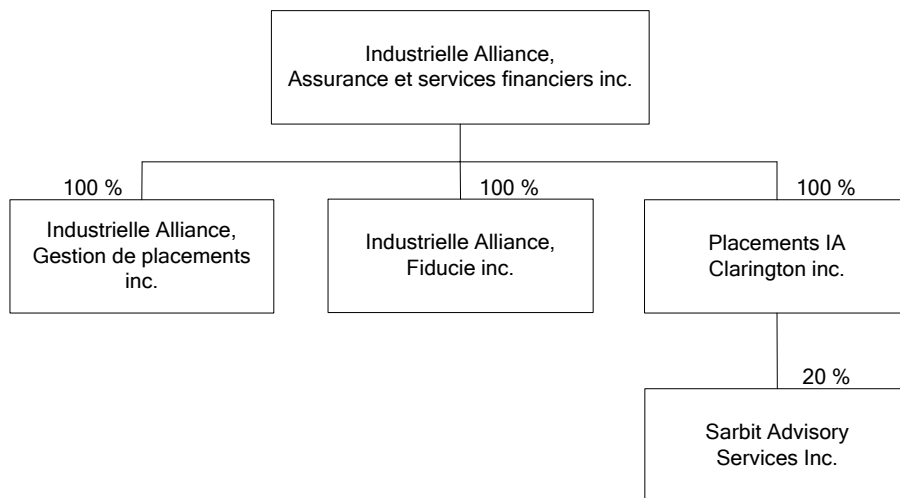 Industrielle Alliance,
Assurance et services financiers inc.
100 %
100 %
100 %
Industrielle Alliance,
Gestion de placements
inc.
Industrielle Alliance,
Fiducie inc.
Placements IA
Clarington inc.
20 %
Sarbit Advisory
Services Inc.